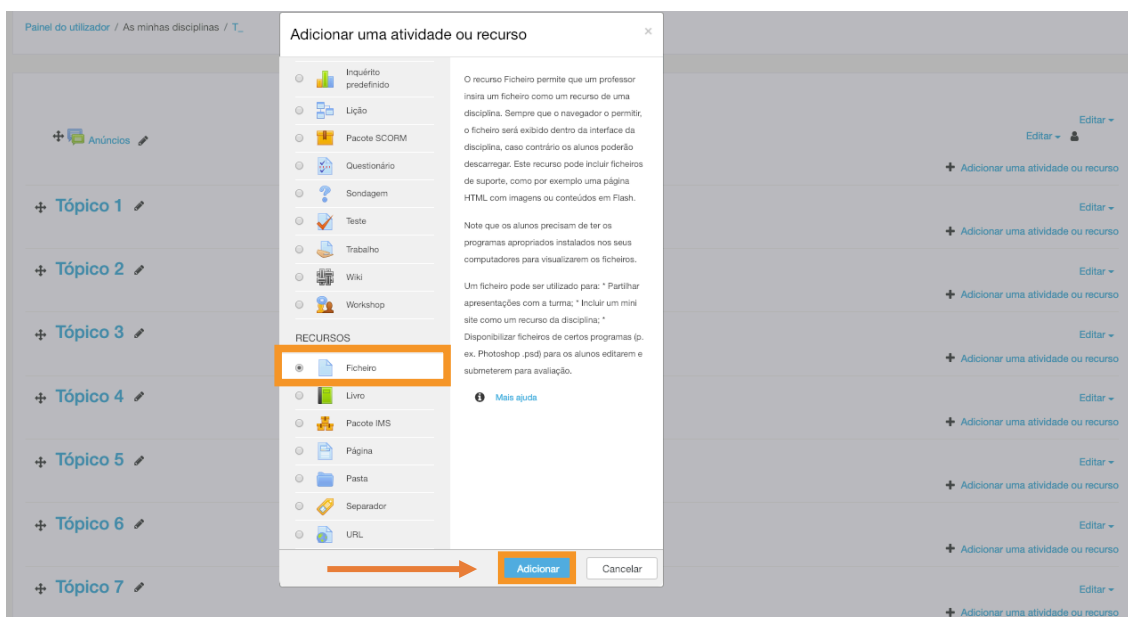 Painel do utilizador / As minhas disciplinas / T_
Adicionar uma atividade ou recurso ×
Inquérito
predefinido
Lição
Pacote SCORM
Questionário
Sondagem
Teste
Trabalho
Wiki
Workshop
RECURSOS
Ficheiro
Livro
Pacote IMS
Página
Pasta
Separador
URL
O recurso Ficheiro permite que um professor
insira um ficheiro como um recurso de uma
disciplina. Sempre que o navegador o permitir,
o ficheiro será exibido dentro da interface da
disciplina, caso contrário os alunos poderão
descarregar. Este recurso pode incluir ficheiros
de suporte, como por exemplo uma página
HTML com imagens ou conteúdos em Flash.
Note que os alunos precisam de ter os
programas apropriados instalados nos seus
computadores para visualizarem os ficheiros.
Um ficheiro pode ser utilizado para: * Partilhar
apresentações com a turma; * Incluir um mini
site como um recurso da disciplina; *
Disponibilizar ficheiros de certos programas (p.
ex. Photoshop .psd) para os alunos editarem e
submeterem para avaliação.
Mais ajuda
Adicionar
Cancelar
Editar
Anúncios
Editar
Adicionar uma atividade ou recurso
Tópico 1
Editar
Adicionar uma atividade ou recurso
Tópico 2
Editar
Adicionar uma atividade ou recurso
Tópico 3
Editar
Adicionar uma atividade ou recurso
Tópico 4
Editar
Adicionar uma atividade ou recurso
Tópico 5
Editar
Adicionar uma atividade ou recurso
Tópico 6
Editar
Adicionar uma atividade ou recurso
Tópico 7
Editar
Adicionar uma atividade ou recurso